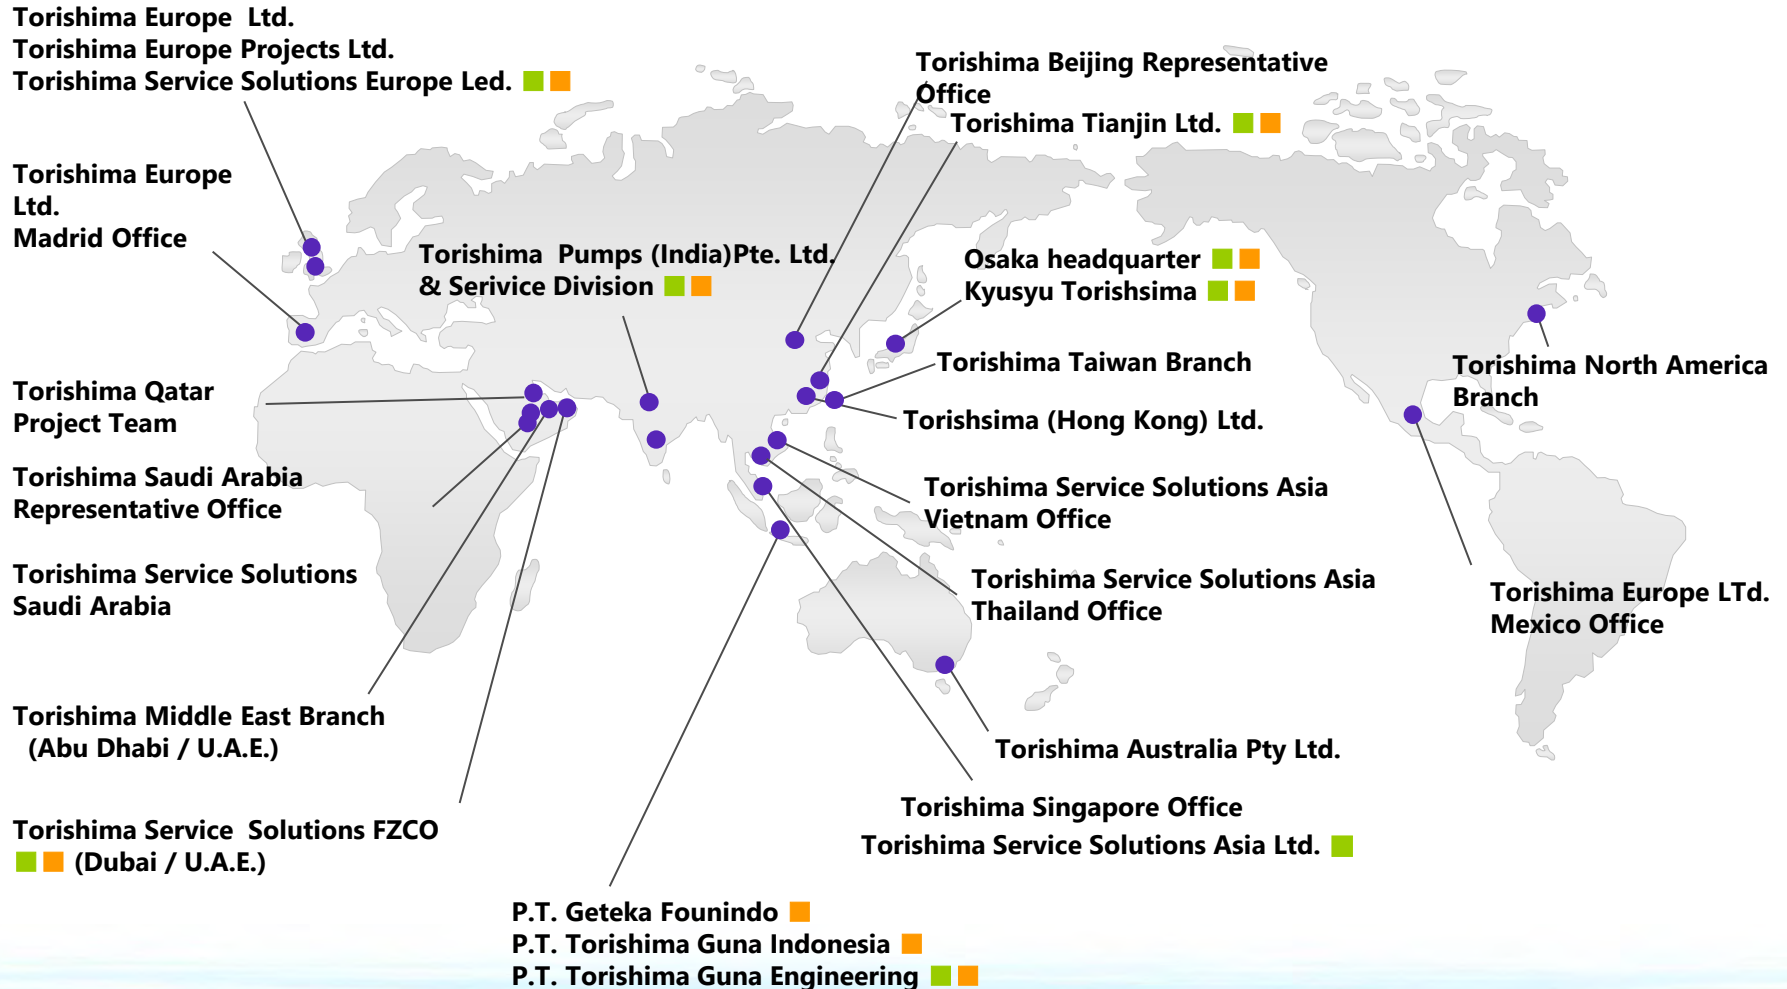 Torishima Europe  Ltd.
Torishima Europe Projects Ltd.
Torishima Service Solutions Europe Led.
Torishima Europe
Ltd.
Madrid Office
Torishima Qatar
Project Team
Torishima Saudi Arabia
Representative Office
Torishima Service Solutions
Saudi Arabia
Torishima Middle East Branch
(Abu Dhabi / U.A.E.)
Torishima Service  Solutions FZCO
(Dubai / U.A.E.)
Torishima  Pumps (India)Pte. Ltd.
& Serivice Division
Torishima Beijing Representative
Office
Torishima Tianjin Ltd.
Osaka headquarter
Kyusyu Torishsima
Torishima Taiwan Branch
Torishsima (Hong Kong) Ltd.
Torishima Service Solutions Asia
Vietnam Office
Torishima Service Solutions Asia
Thailand Office
Torishima Australia Pty Ltd.
Torishima Singapore Office
Torishima Service Solutions Asia Ltd.
P.T. Geteka Founindo
P.T. Torishima Guna Indonesia
P.T. Torishima Guna Engineering
Torishima North America
Branch
Torishima Europe LTd.
Mexico Office